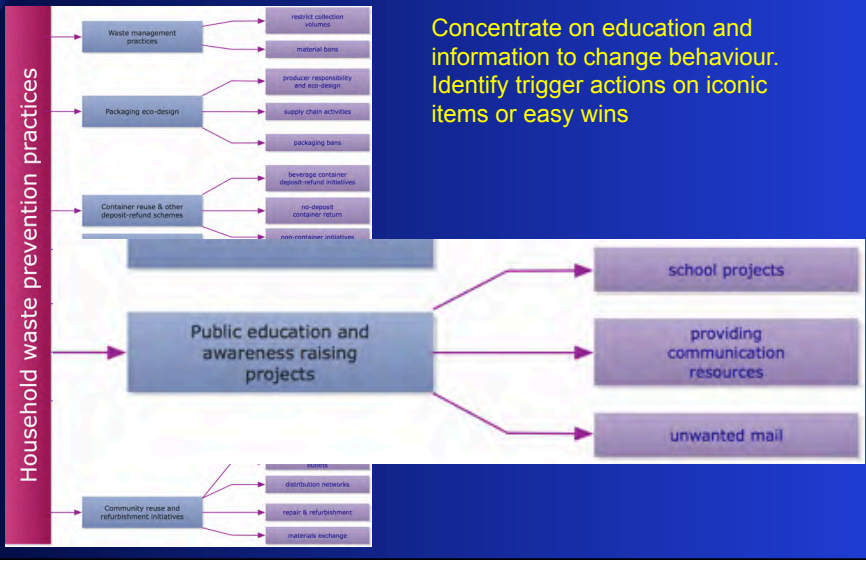 Household waste prevention practices
Concentrate on education and
information to change behaviour.
Identify trigger actions on iconic
items or easy wins
Waste management
practices
restrict collection
volumes
material bans
Packaging eco-design
producer responsibility
and eco-design
supply chain activities
packaging bans
Container reuse & other
deposit-refund schemes
beverage container
deposit-refund initiatives
no-deposit
container return
non-container initiatives
Public education and
awareness raising
projects
school projects
providing
communication
resources
unwanted mail
Community reuse and
refurbishment initiatives
outlets
distribution networks
repair & refurbishment
materials exchange